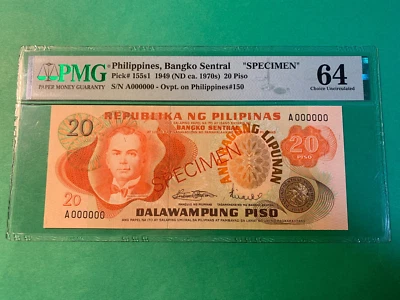 PMG
PAPER MONEY GUARANTY
Philippines, Bangko Sentral "SPECIMEN"
Pick# 155s1 1949 (ND ca. 1970s) 20 Piso
S/N A000000 - Ovpt. on Philippines#150
64
Choice Uncirculated
REPUBLIKA NG PILIPINAS
BANGKO SENTRAL
A 000000
20
ANG BAGONG LIPUNAN
20
PISO
SPECIMEN
20
A 000000
DALAWAMPUNG PISO